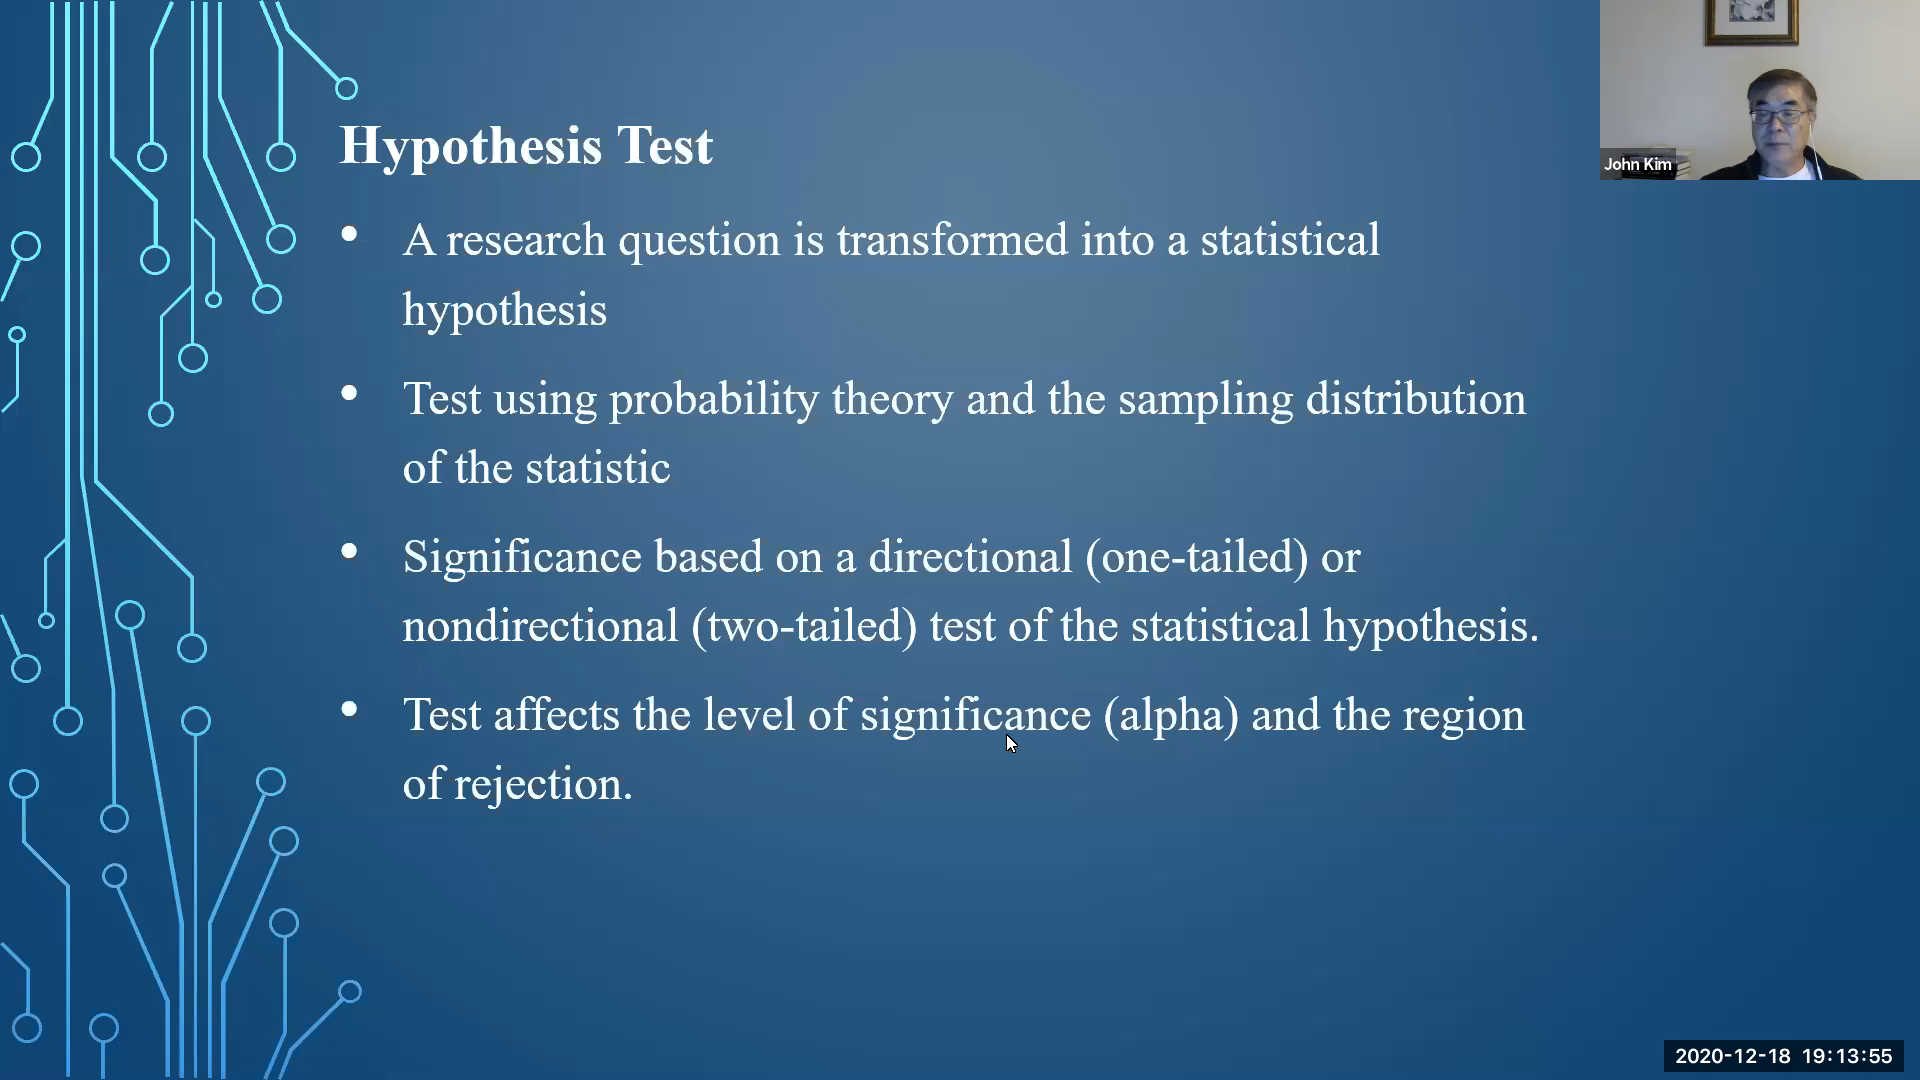 Hypothesis Test
• A research question is transformed into a statistical
hypothesis
• Test using probability theory and the sampling distribution
of the statistic
• Significance based on a directional (one-tailed) or
nondirectional (two-tailed) test of the statistical hypothesis.
• Test affects the level of significance (alpha) and the region
of rejection.
John Kim
2020-12-18 19:13:55